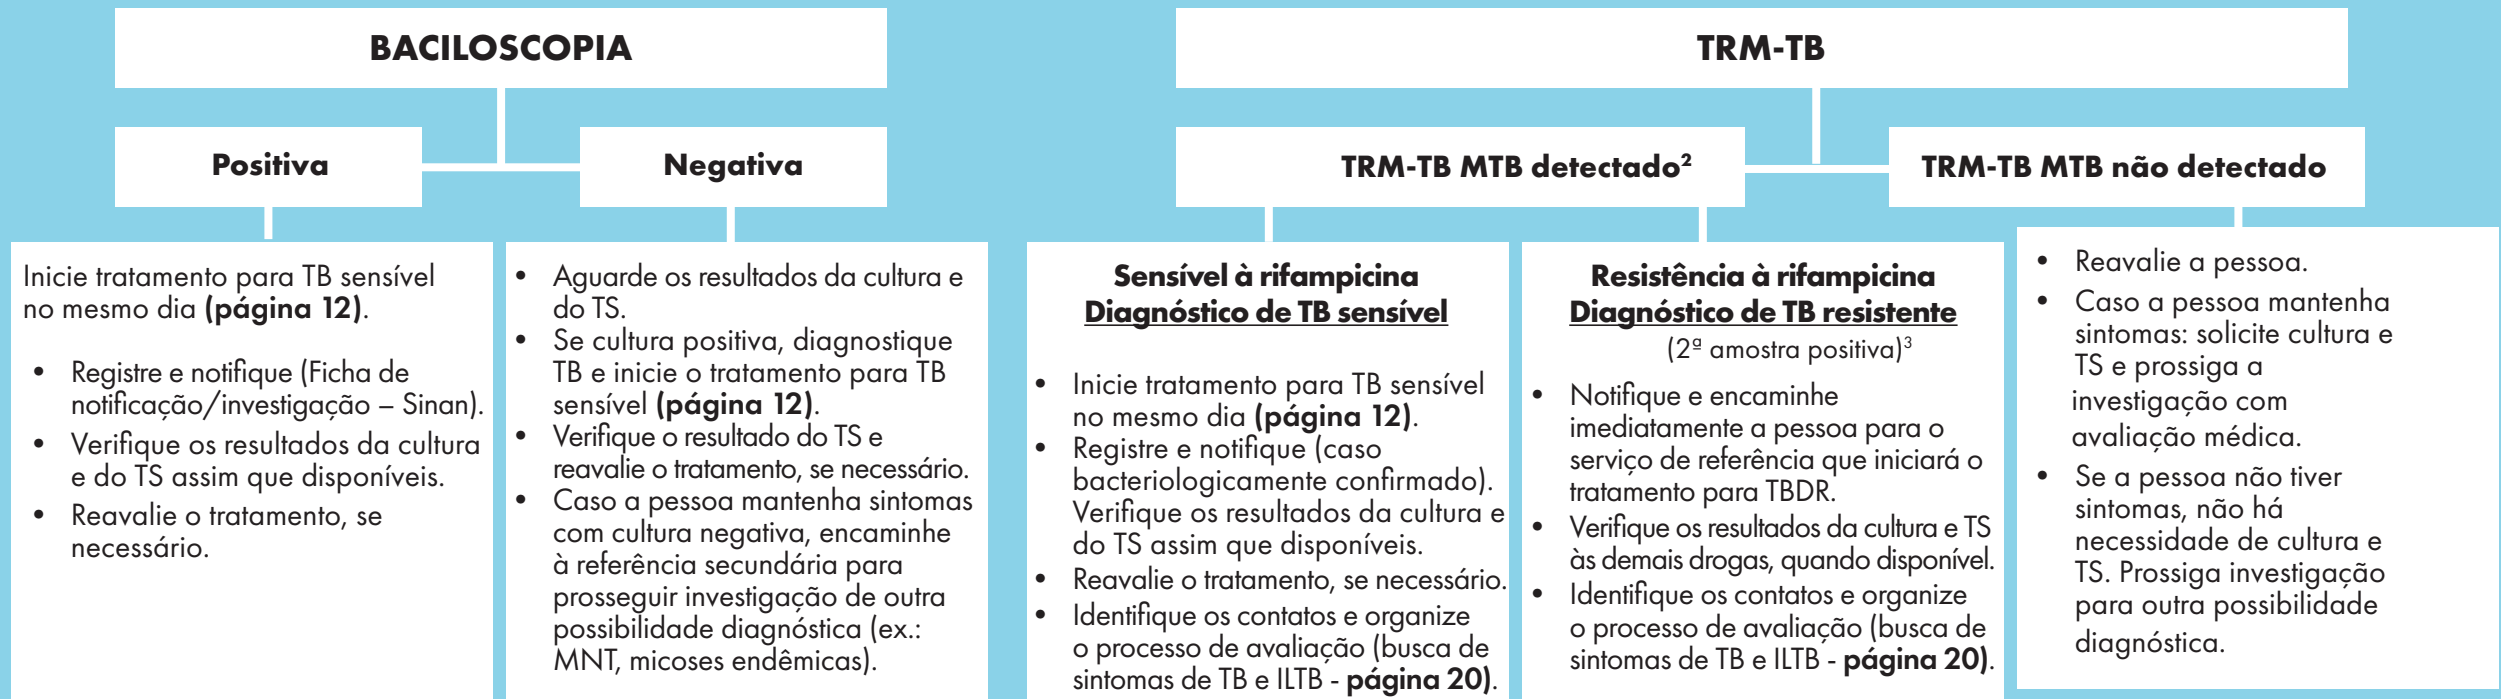 BACILOSCOPIA
Positiva
Negativa
Inicie tratamento para TB sensível
no mesmo dia (página 12).
• Registre e notifique (Ficha de
notificação/investigação – Sinan).
• Verifique os resultados da cultura
e do TS assim que disponíveis.
• Reavalie o tratamento, se
necessário.
• Aguarde os resultados da cultura e
do TS.
• Se cultura positiva, diagnostique
TB e inicie o tratamento para TB
sensível (página 12).
• Verifique o resultado do TS e
reavalie o tratamento, se necessário.
• Caso a pessoa mantenha sintomas
com cultura negativa, encaminhe
à referência secundária para
prosseguir investigação de outra
possibilidade diagnóstica (ex.:
MNT, micoses endêmicas).
TRM-TB
TRM-TB MTB detectado²
TRM-TB MTB não detectado
Sensível à rifampicina
Diagnóstico de TB sensível
• Inicie tratamento para TB sensível
no mesmo dia (página 12).
• Registre e notifique (caso
bacteriologicamente confirmado).
Verifique os resultados da cultura e
do TS assim que disponíveis.
• Reavalie o tratamento, se necessário.
• Identifique os contatos e organize
o processo de avaliação (busca de
sintomas de TB e ILTB - página 20).
Resistência à rifampicina
Diagnóstico de TB resistente
(2ª amostra positiva)³
• Notifique e encaminhe
imediatamente a pessoa para o
serviço de referência que iniciará o
tratamento para TBDR.
• Verifique os resultados da cultura e TS
às demais drogas, quando disponível.
• Identifique os contatos e organize
o processo de avaliação (busca de
sintomas de TB e ILTB - página 20).
• Reavalie a pessoa.
• Caso a pessoa mantenha
sintomas: solicite cultura e
TS e prossiga a
investigação com
avaliação médica.
• Se a pessoa não tiver
sintomas, não há
necessidade de cultura e
TS. Prossiga investigação
para outra possibilidade
diagnóstica.